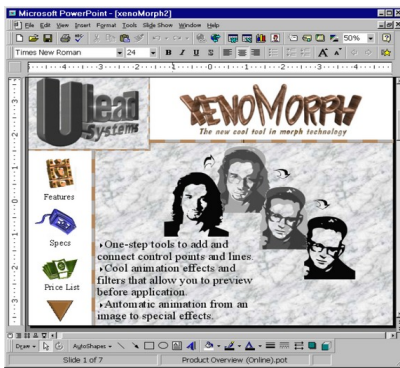 Microsoft PowerPoint - [xenoMorph2]
File Edit View Insert Format Tools Slide Show Window Help
50%
Times New Roman 24 B I U S
Ulead
Systems
XENOMORPH
The new cool tool in morph technology
Features
Specs
Price List
One-step tools to add and
connect control points and lines.
Cool animation effects and
filters that allow you to preview
before application.
Automatic animation from an
image to special effects.
Draw AutoShapes
Slide 1 of 7 Product Overview (Online).pot